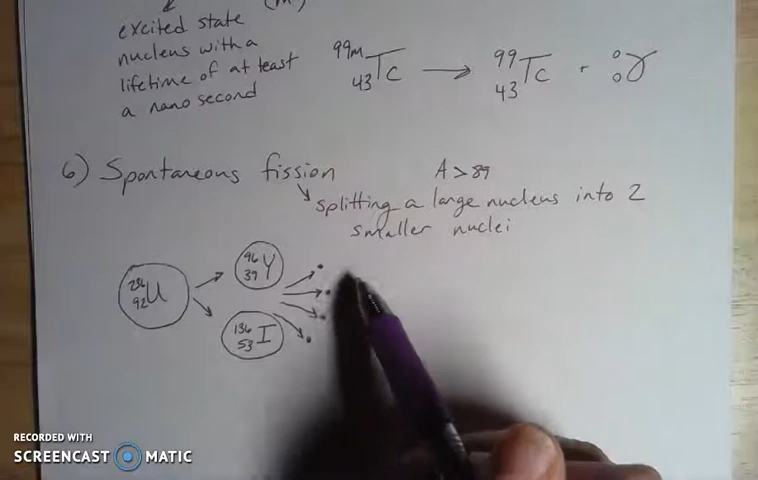 (m)
excited state
nucleus with a
lifetime of at least
a nano second
99m 43 Tc → 99 43 Tc + 0 0 γ
6) Spontaneous fission A > 89
splitting a large nucleus into 2
smaller nuclei
236 92 U
96 39 Y
136 53 I
RECORDED WITH
SCREENCAST MATIC